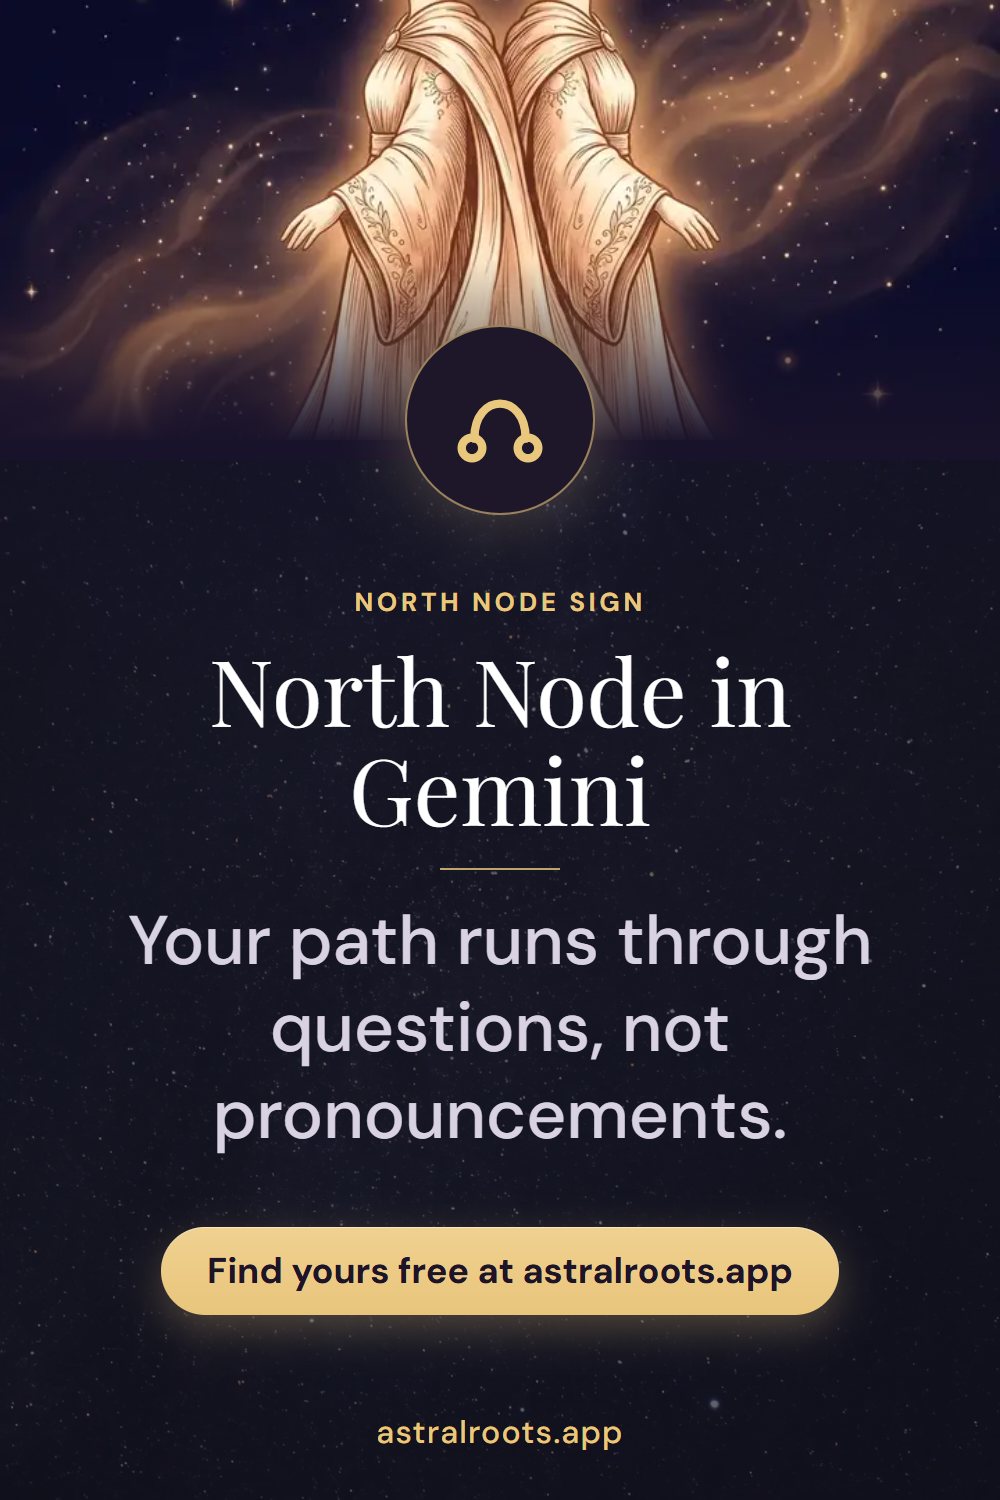 NORTH NODE SIGN
North Node in
Gemini
Your path runs through
questions, not
pronouncements.
Find yours free at astralroots.app
astralroots.app